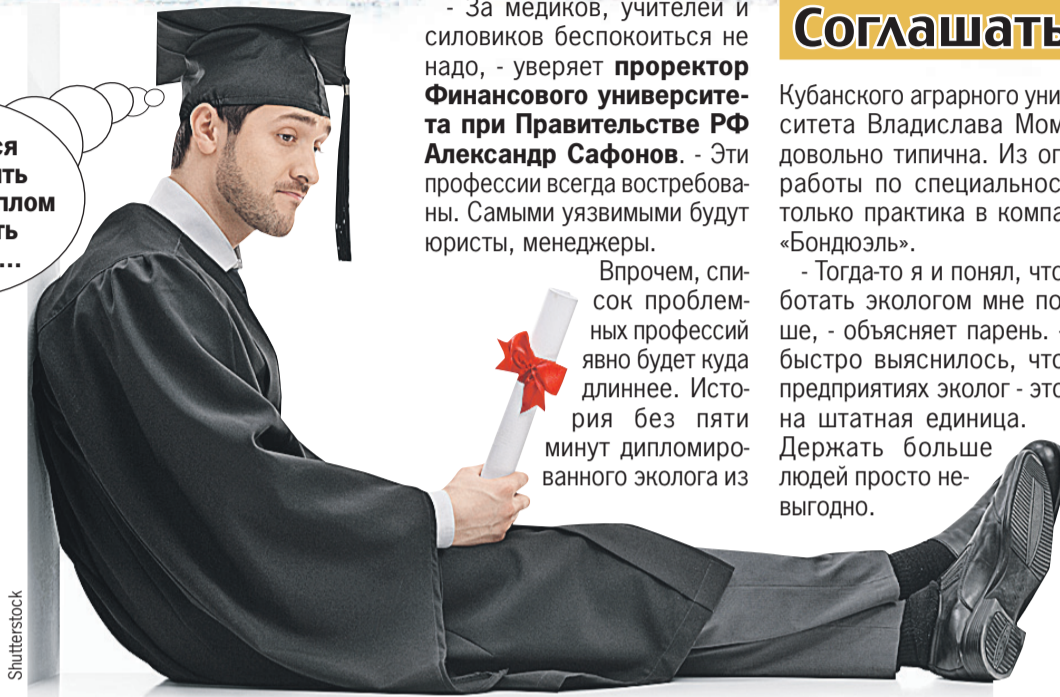 - За медиков, учителей и
силовиков беспокоиться не
надо, - уверяет проректор
Финансового университе-
та при Правительстве РФ
Александр Сафонов. - Эти
профессии всегда востребова-
ны. Самыми уязвимыми будут
юристы, менеджеры.
Впрочем, спи-
сок проблем-
ных профессий
явно будет куда
длиннее. Исто-
рия без пяти
минут дипломиро-
ванного эколога из
Кубанского аграрного уни
ситета Владислава Мом
довольно типична. Из оп
работы по специальнос
только практика в компа
«Бондюэль».
- Тогда-то я и понял, что
ботать экологом мне по
ше, - объясняет парень. -
быстро выяснилось, что
предприятиях эколог - это
на штатная единица.
Держать больше
людей просто не-
выгодно.
Соглашать
ся
ить
плом
ть
...
Shutterstock